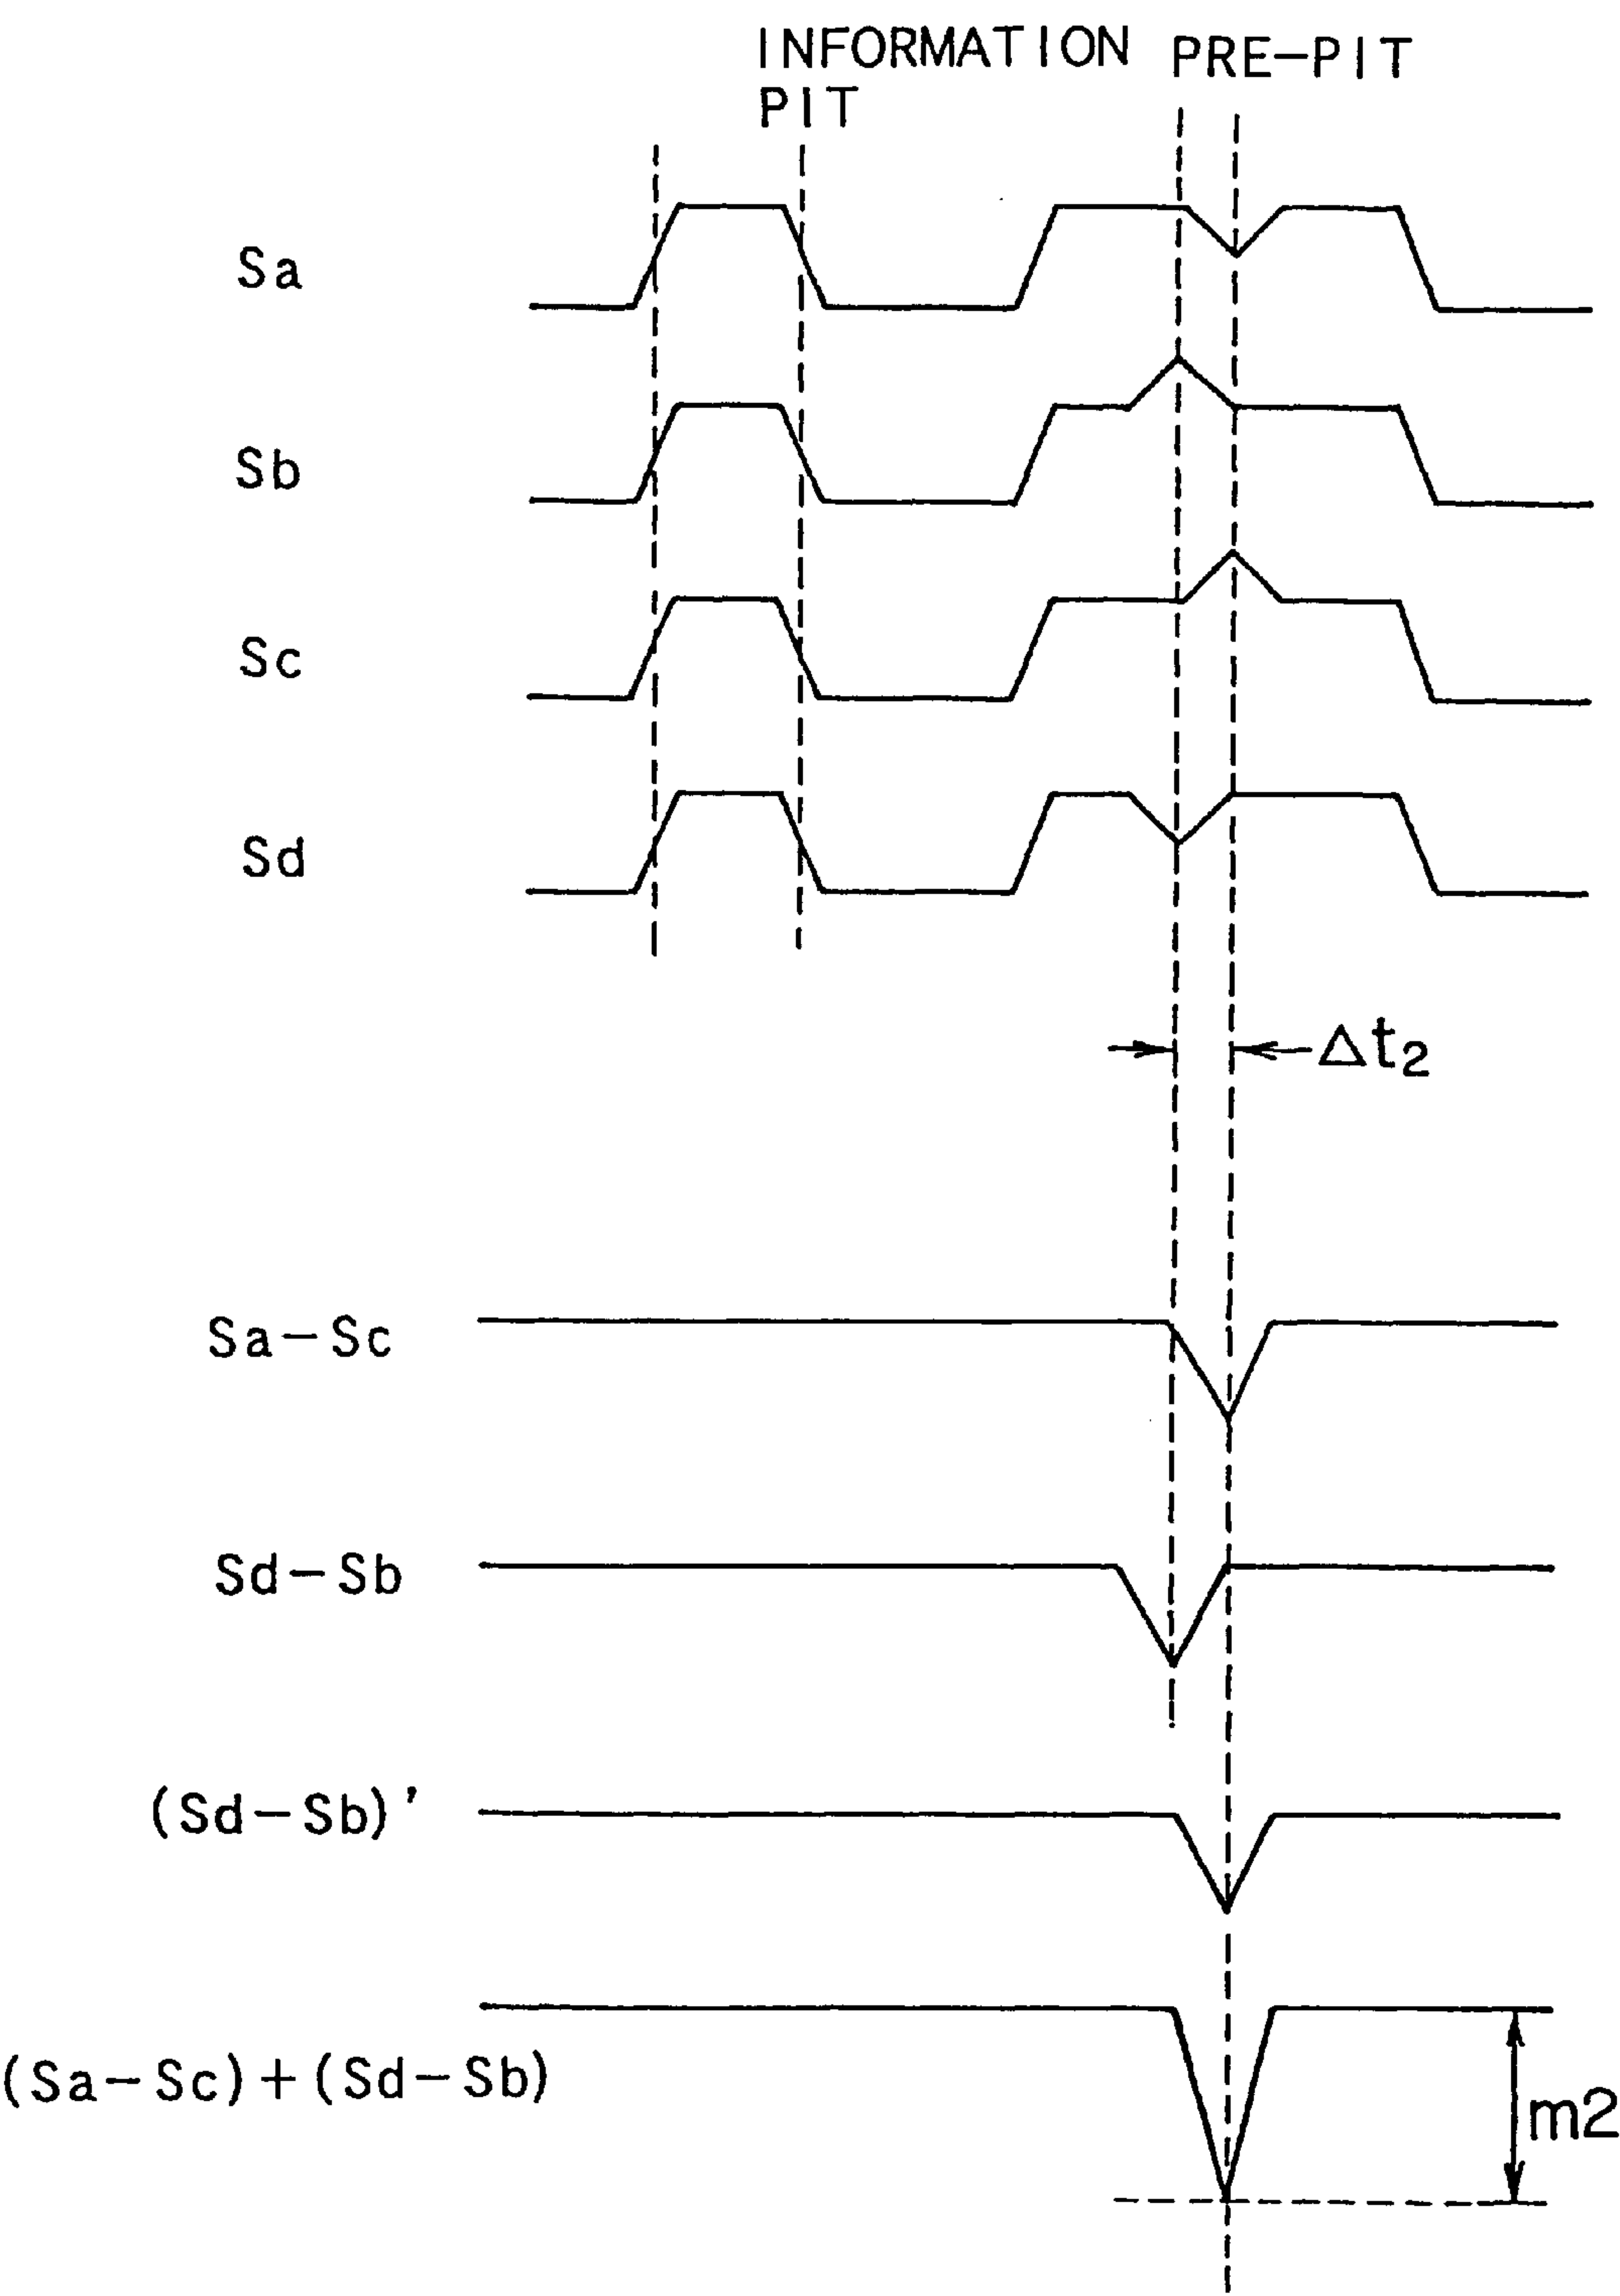 INFORMATION PIT
PRE-PIT
Sa
Sb
Sc
Sd
Δt2
Sa-Sc
Sd-Sb
(Sd-Sb)'
(Sa-Sc)+(Sd-Sb)
m2